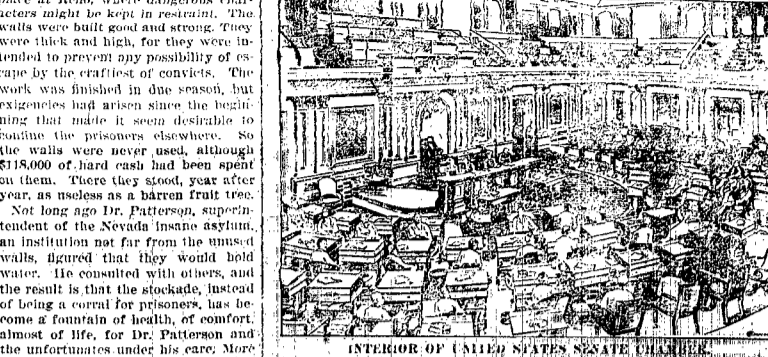 place at Reno, where dangerous char-
acters might be kept in restraint. The
walls were built good and strong. They
were thick and high, for they were in-
tended to prevent any possibility of es-
cape by the craftiest of convicts. The
work was finished in due season, but
exigencies had arisen since the begin-
ning that made it seem desirable to
confine the prisoners elsewhere. So
the walls were never used, although
$118,000 of hard cash had been spent
on them. There they stood, year after
year, as useless as a barren fruit tree.
Not long ago Dr. Patterson, superin-
tendent of the Nevada insane asylum,
an institution not far from the unused
walls, figured that they would hold
water. He consulted with others, and
the result is that the stockade, instead
of being a corral for prisoners, has be-
come a fountain of health, of comfort,
almost of life, for Dr. Patterson and
the unfortunates under his care. More
INTERIOR OF UNITED STATES SENATE CHAMBER